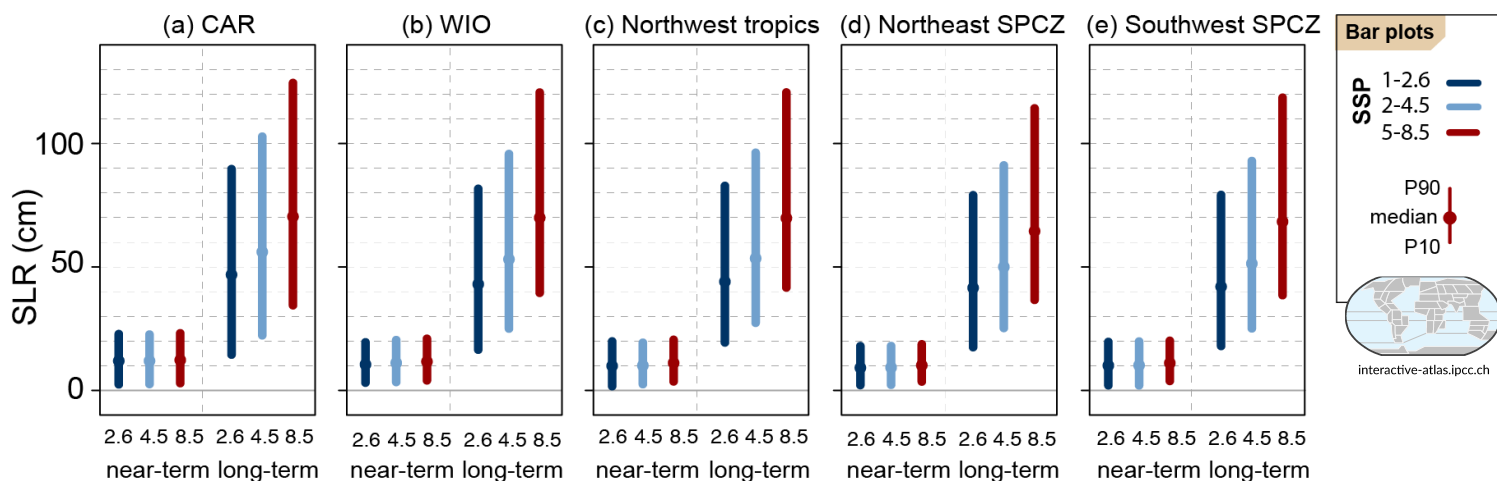 (a) CAR
(b) WIO
(c) Northwest tropics
(d) Northeast SPCZ
(e) Southwest SPCZ
SLR (cm)
100
50
0
2.6 4.5 8.5 2.6 4.5 8.5
near-term long-term
2.6 4.5 8.5 2.6 4.5 8.5
near-term long-term
2.6 4.5 8.5 2.6 4.5 8.5
near-term long-term
2.6 4.5 8.5 2.6 4.5 8.5
near-term long-term
2.6 4.5 8.5 2.6 4.5 8.5
near-term long-term
Bar plots
SSP
1-2.6
2-4.5
5-8.5
P90
median
P10
interactive-atlas.ipcc.ch